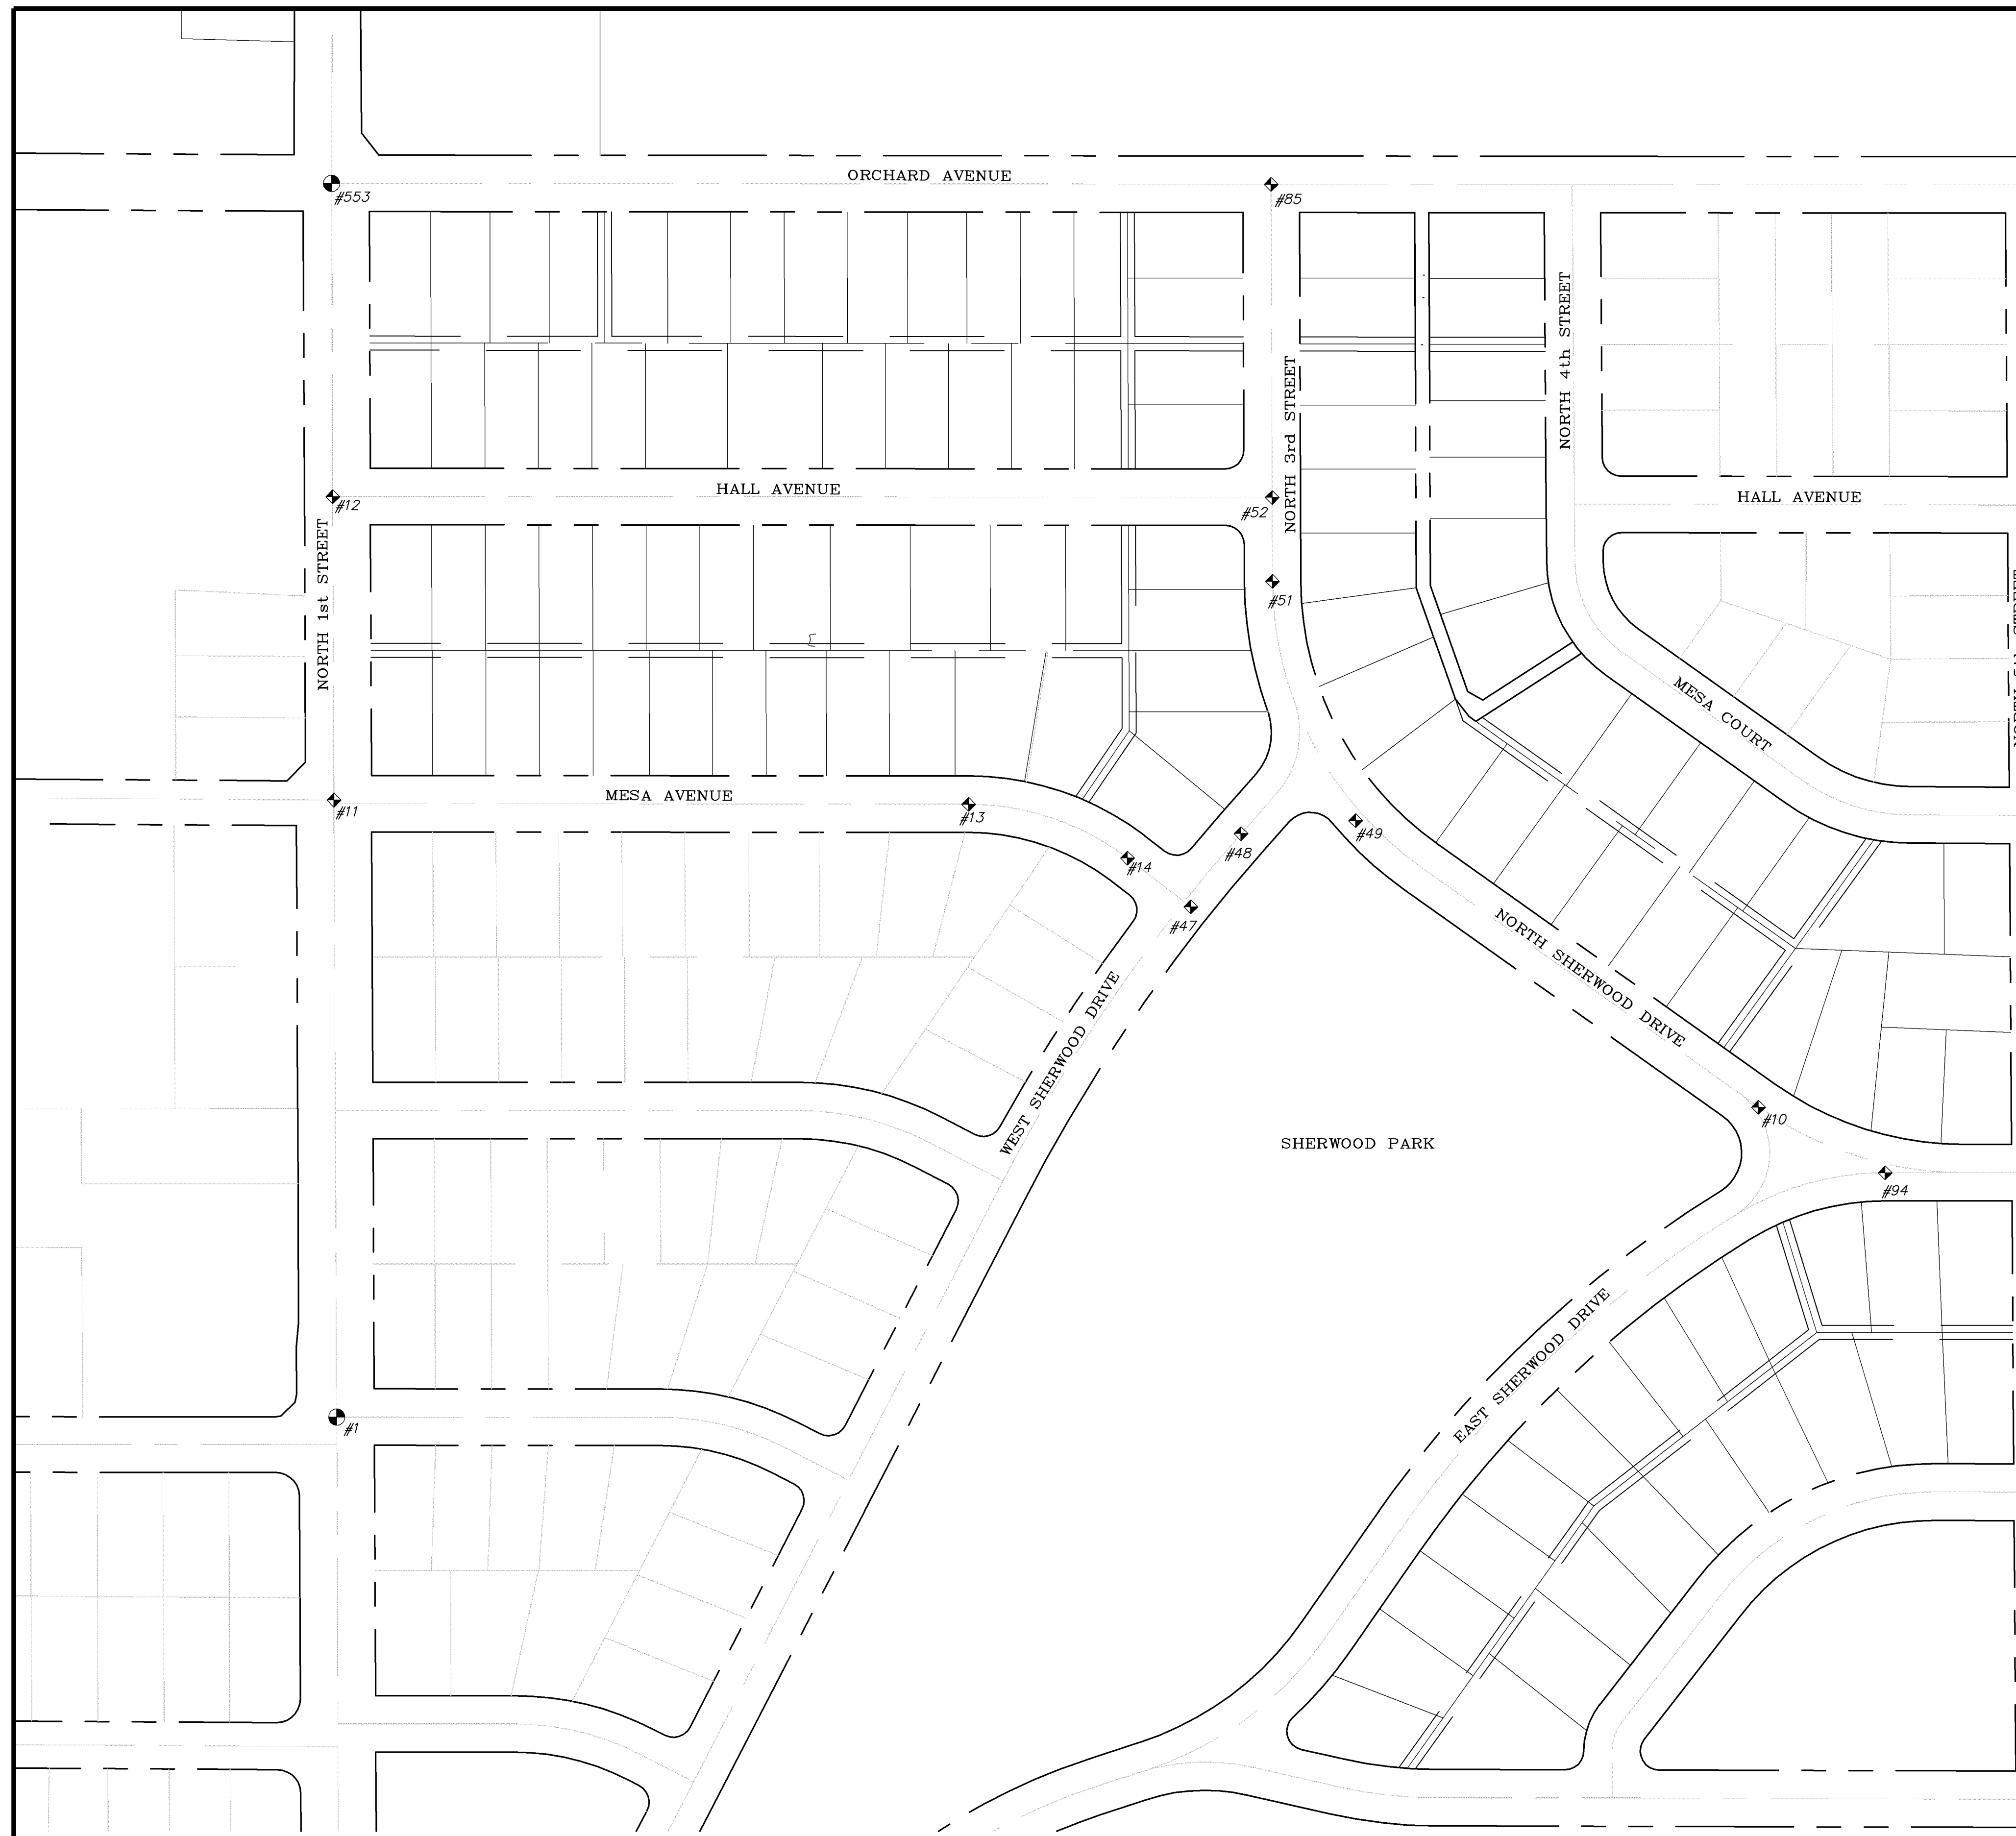 ORCHARD AVENUE
#553
#85
NORTH 4th STREET
NORTH 3rd STREET
HALL AVENUE
HALL AVENUE
#12
#52
NORTH 1st STREET
#51
MESA COURT
MESA AVENUE
#11
#13
#49
#48
#14
#47
NORTH SHERWOOD DRIVE
WEST SHERWOOD DRIVE
#10
SHERWOOD PARK
#94
EAST SHERWOOD DRIVE
#1